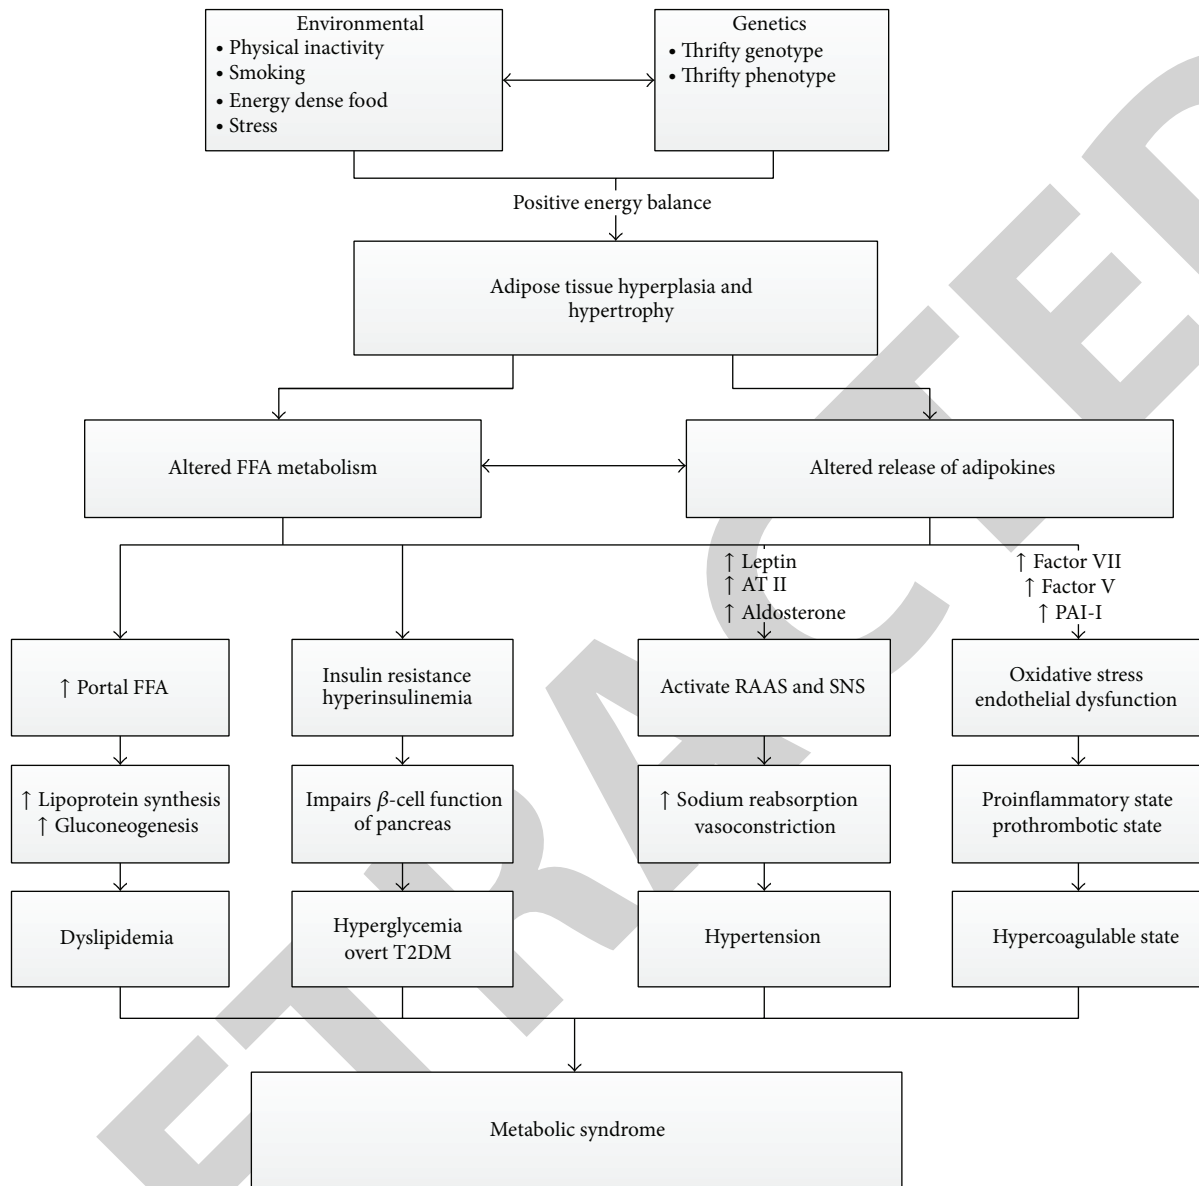 Environmental
• Physical inactivity
• Smoking
• Energy dense food
• Stress
Genetics
• Thrifty genotype
• Thrifty phenotype
Positive energy balance
Adipose tissue hyperplasia and
hypertrophy
Altered FFA metabolism
Altered release of adipokines
↑ Leptin
↑ AT II
↑ Aldosterone
↑ Factor VII
↑ Factor V
↑ PAI-I
↑ Portal FFA
Insulin resistance
hyperinsulinemia
Activate RAAS and SNS
Oxidative stress
endothelial dysfunction
↑ Lipoprotein synthesis
↑ Gluconeogenesis
Impairs β-cell function
of pancreas
↑ Sodium reabsorption
vasoconstriction
Proinflammatory state
prothrombotic state
Dyslipidemia
Hyperglycemia
overt T2DM
Hypertension
Hypercoagulable state
Metabolic syndrome
ETRACTED